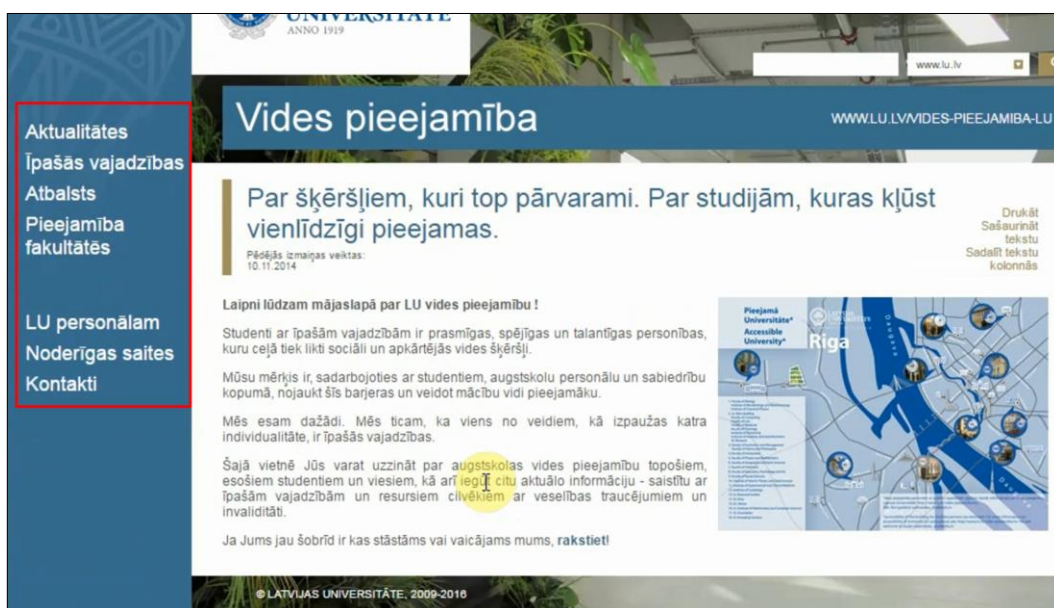 UNIVERSITĀTE
ANNO 1919
www.lu.lv
Vides pieejamība
WWW.LU.LV/VIDES-PIEEJAMIBA-LU
Aktualitātes
Īpašās vajadzības
Atbalsts
Pieejamība
fakultātēs
LU personālam
Noderīgas saites
Kontakti
Par šķēršļiem, kuri top pārvarami. Par studijām, kuras kļūst
vienlīdzīgi pieejamas.
Pēdējās izmaiņas veiktas:
10.11.2014
Drukāt
Sašaurināt
tekstu
Sadalīt tekstu
kolonnās
Laipni lūdzam mājaslapā par LU vides pieejamību !
Studenti ar īpašām vajadzībām ir prasmīgas, spējīgas un talantīgas personības,
kuru ceļā tiek likti sociāli un apkārtējās vides šķēršļi.
Mūsu mērķis ir, sadarbojoties ar studentiem, augstskolu personālu un sabiedrību
kopumā, nojaukt šīs barjeras un veidot mācību vidi pieejamāku.
Mēs esam dažādi. Mēs ticam, ka viens no veidiem, kā izpaužas katra
individualitāte, ir īpašās vajadzības.
Šajā vietnē Jūs varat uzzināt par augstskolas vides pieejamību topošiem,
esošiem studentiem un viesiem, kā arī iegūt citu aktuālo informāciju - saistītu ar
īpašām vajadzībām un resursiem cilvēkiem ar veselības traucējumiem un
invaliditāti.
Ja Jums jau šobrīd ir kas stāstāms vai vaicājams mums, rakstiet!
Pieejamā
Universitāte*
Accessible
University*
Rīga
© LATVIJAS UNIVERSITĀTE, 2009-2016